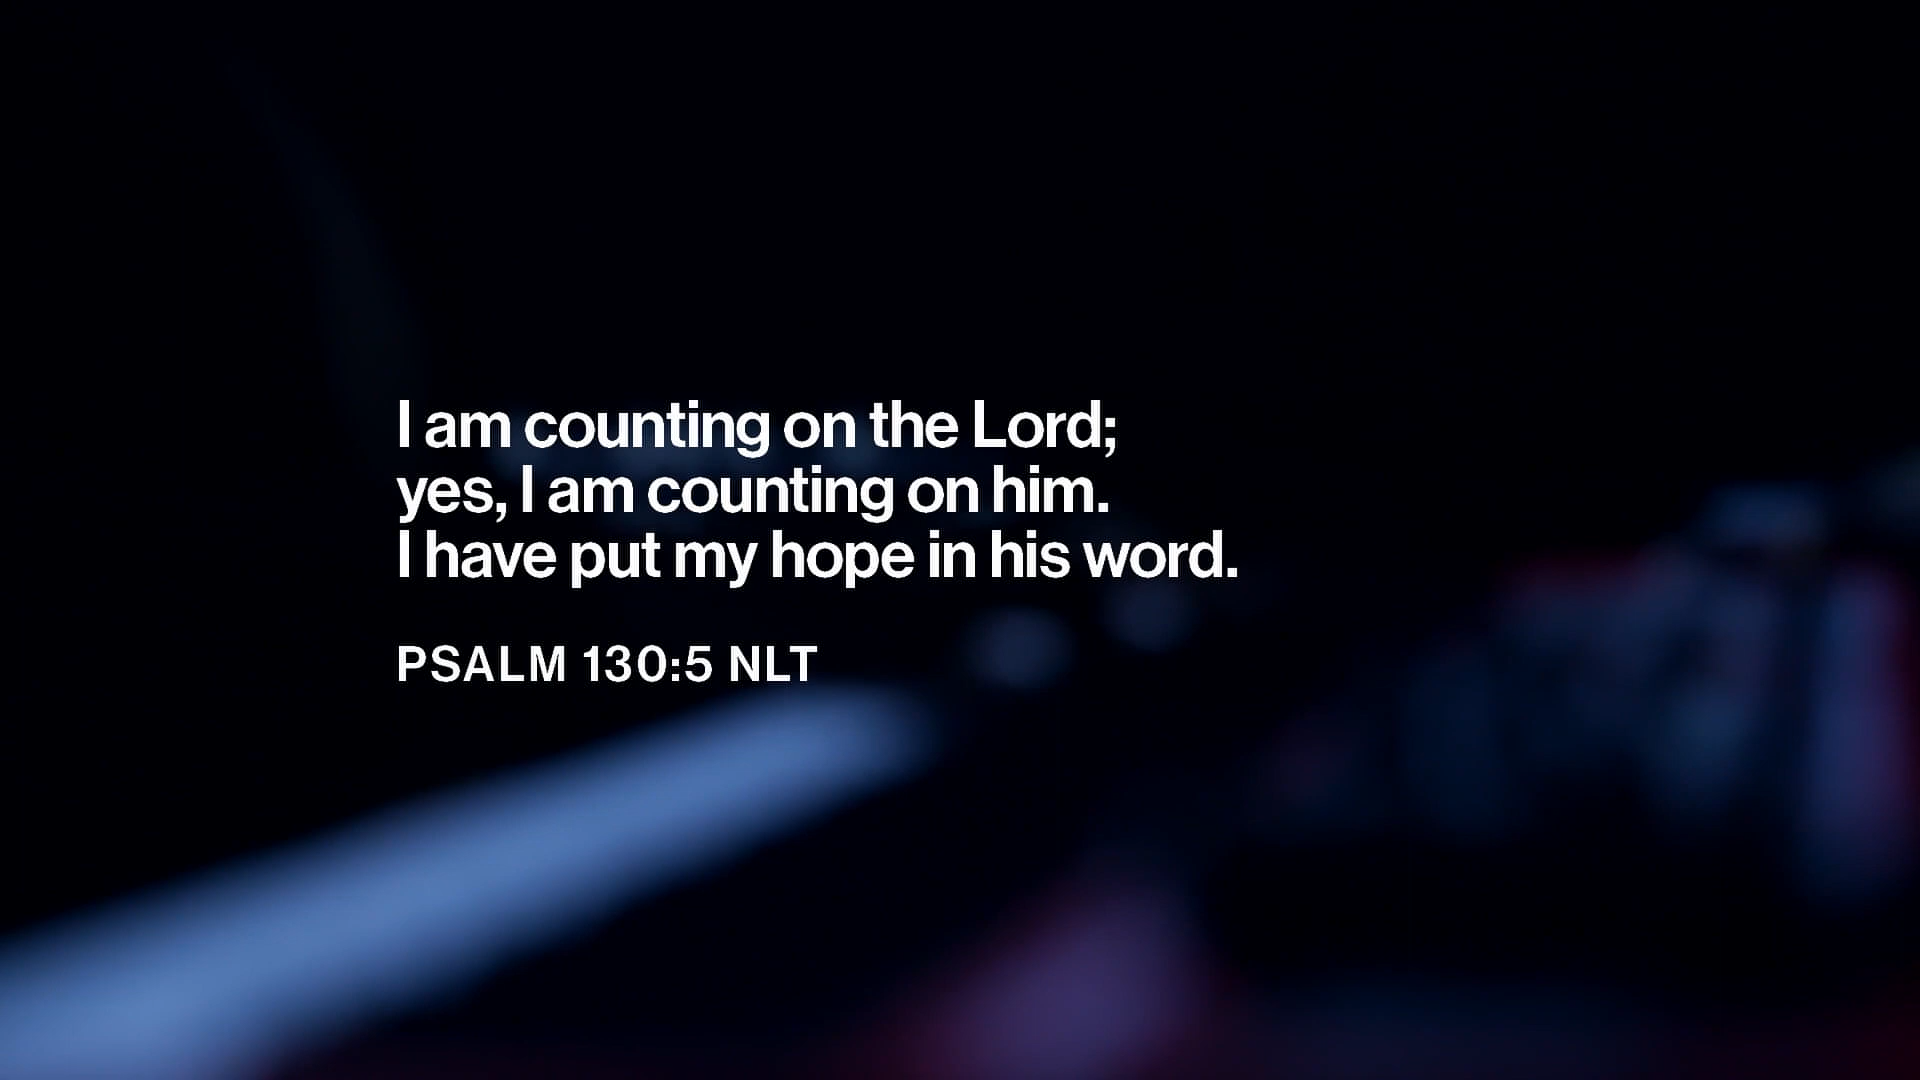 I am counting on the Lord;
yes, I am counting on him.
I have put my hope in his word.
PSALM 130:5 NLT